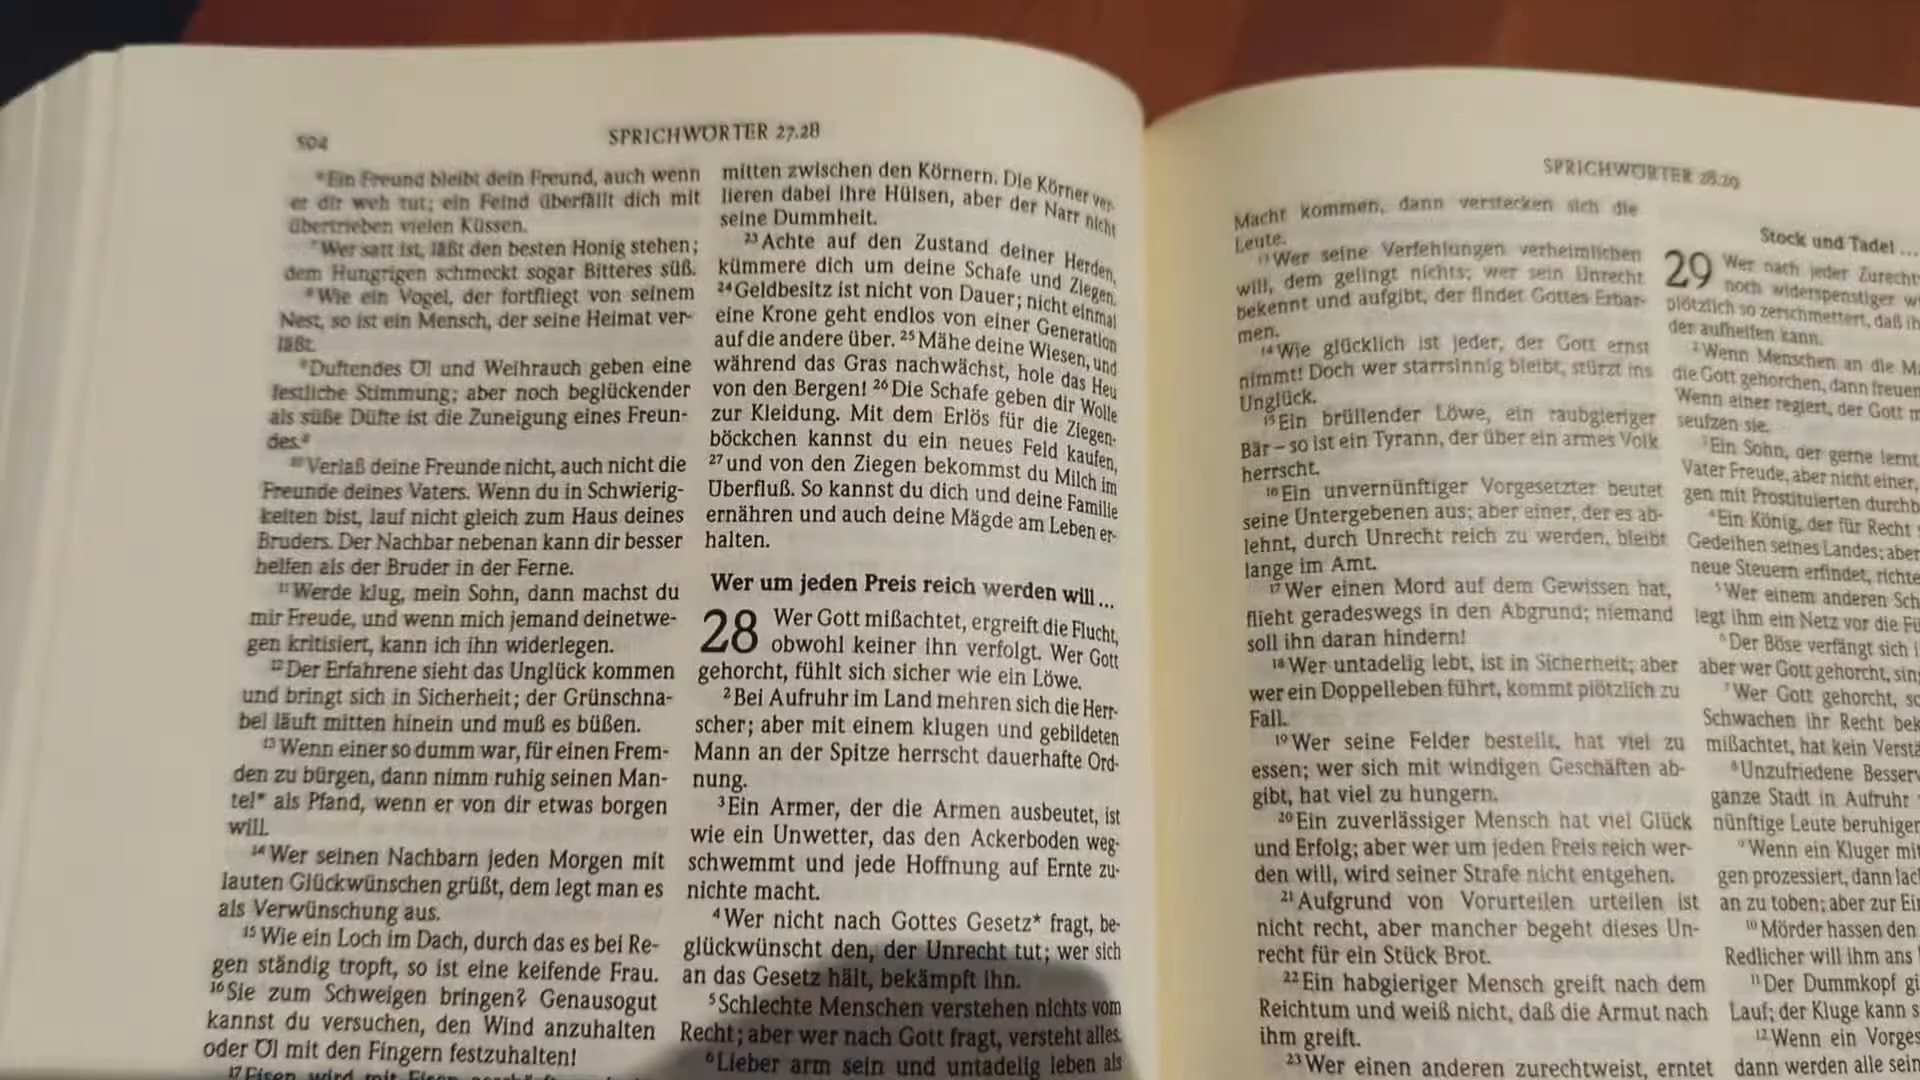 504
SPRICHWÖRTER 27.28
⁶Ein Freund bleibt dein Freund, auch wenn
er dir weh tut; ein Feind überfällt dich mit
übertrieben vielen Küssen.
⁷Wer satt ist, läßt den besten Honig stehen;
dem Hungrigen schmeckt sogar Bitteres süß.
⁸Wie ein Vogel, der fortfliegt von seinem
Nest, so ist ein Mensch, der seine Heimat ver-
läßt.
⁹Duftendes Öl und Weihrauch geben eine
festliche Stimmung; aber noch beglückender
als süße Düfte ist die Zuneigung eines Freun-
des.
¹⁰Verlaß deine Freunde nicht, auch nicht die
Freunde deines Vaters. Wenn du in Schwierig-
keiten bist, lauf nicht gleich zum Haus deines
Bruders. Der Nachbar nebenan kann dir besser
helfen als der Bruder in der Ferne.
¹¹Werde klug, mein Sohn, dann machst du
mir Freude, und wenn mich jemand deinetwe-
gen kritisiert, kann ich ihn widerlegen.
¹²Der Erfahrene sieht das Unglück kommen
und bringt sich in Sicherheit; der Grünschna-
bel läuft mitten hinein und muß es büßen.
¹³Wenn einer so dumm war, für einen Frem-
den zu bürgen, dann nimm ruhig seinen Man-
tel* als Pfand, wenn er von dir etwas borgen
will.
¹⁴Wer seinen Nachbarn jeden Morgen mit
lauten Glückwünschen grüßt, dem legt man es
als Verwünschung aus.
¹⁵Wie ein Loch im Dach, durch das es bei Re-
gen ständig tropft, so ist eine keifende Frau.
¹⁶Sie zum Schweigen bringen? Genausogut
kannst du versuchen, den Wind anzuhalten
oder Öl mit den Fingern festzuhalten!
¹⁷Eisen wird mit Eisen
mitten zwischen den Körnern. Die Körner ver-
lieren dabei ihre Hülsen, aber der Narr nicht
seine Dummheit.
²³Achte auf den Zustand deiner Herden,
kümmere dich um deine Schafe und Ziegen.
²⁴Geldbesitz ist nicht von Dauer; nicht einmal
eine Krone geht endlos von einer Generation
auf die andere über. ²⁵Mähe deine Wiesen, und
während das Gras nachwächst, hole das Heu
von den Bergen! ²⁶Die Schafe geben dir Wolle
zur Kleidung. Mit dem Erlös für die Ziegen-
böckchen kannst du ein neues Feld kaufen,
²⁷und von den Ziegen bekommst du Milch im
Überfluß. So kannst du dich und deine Familie
ernähren und auch deine Mägde am Leben er-
halten.
Wer um jeden Preis reich werden will ...
28 Wer Gott mißachtet, ergreift die Flucht,
obwohl keiner ihn verfolgt. Wer Gott
gehorcht, fühlt sich sicher wie ein Löwe.
²Bei Aufruhr im Land mehren sich die Herr-
scher; aber mit einem klugen und gebildeten
Mann an der Spitze herrscht dauerhafte Ord-
nung.
³Ein Armer, der die Armen ausbeutet, ist
wie ein Unwetter, das den Ackerboden weg-
schwemmt und jede Hoffnung auf Ernte zu-
nichte macht.
⁴Wer nicht nach Gottes Gesetz* fragt, be-
glückwünscht den, der Unrecht tut; wer sich
an das Gesetz hält, bekämpft ihn.
⁵Schlechte Menschen verstehen nichts vom
Recht; aber wer nach Gott fragt, versteht alles.
⁶Lieber arm sein und untadelig leben als
SPRICHWÖRTER 28.29
Macht kommen, dann verstecken sich die
Leute.
¹³Wer seine Verfehlungen verheimlichen
will, dem gelingt nichts; wer sein Unrecht
bekennt und aufgibt, der findet Gottes Erbar-
men.
¹⁴Wie glücklich ist jeder, der Gott ernst
nimmt! Doch wer starrsinnig bleibt, stürzt ins
Unglück.
¹⁵Ein brüllender Löwe, ein raubgieriger
Bär – so ist ein Tyrann, der über ein armes Volk
herrscht.
¹⁶Ein unvernünftiger Vorgesetzter beutet
seine Untergebenen aus; aber einer, der es ab-
lehnt, durch Unrecht reich zu werden, bleibt
lange im Amt.
¹⁷Wer einen Mord auf dem Gewissen hat,
flieht geradeswegs in den Abgrund; niemand
soll ihn daran hindern!
¹⁸Wer untadelig lebt, ist in Sicherheit; aber
wer ein Doppelleben führt, kommt plötzlich zu
Fall.
¹⁹Wer seine Felder bestellt, hat viel zu
essen; wer sich mit windigen Geschäften ab-
gibt, hat viel zu hungern.
²⁰Ein zuverlässiger Mensch hat viel Glück
und Erfolg; aber wer um jeden Preis reich wer-
den will, wird seiner Strafe nicht entgehen.
²¹Aufgrund von Vorurteilen urteilen ist
nicht recht, aber mancher begeht dieses Un-
recht für ein Stück Brot.
²²Ein habgieriger Mensch greift nach dem
Reichtum und weiß nicht, daß die Armut nach
ihm greift.
²³Wer einen anderen zurechtweist, erntet
Stock und Tadel ...
29 Wer nach jeder Zurecht
noch widerspenstiger
plötzlich so zerschmettert, daß
der aufhelfen kann.
²Wenn Menschen an die
die Gott gehorchen, dann freuen
Wenn einer regiert, der Gott
seufzen sie.
³Ein Sohn, der gerne lernt
Vater Freude, aber nicht einer,
gen mit Prostituierten
⁴Ein König, der für Recht
Gedeihen seines Landes; aber
neue Steuern erfindet,
⁵Wer einem anderen
legt ihm ein Netz vor die
⁶Der Böse verfängt sich
aber wer Gott gehorcht,
⁷Wer Gott gehorcht,
Schwachen ihr Recht
mißachtet, hat kein
⁸Unzufriedene
ganze Stadt in Aufruhr
nünftige Leute
⁹Wenn ein Kluger
gen prozessiert, dann
an zu toben; aber zur
¹⁰Mörder hassen den
Redlicher will ihm ans
¹¹Der Dummkopf
Lauf; der Kluge kann
¹²Wenn ein
dann werden alle